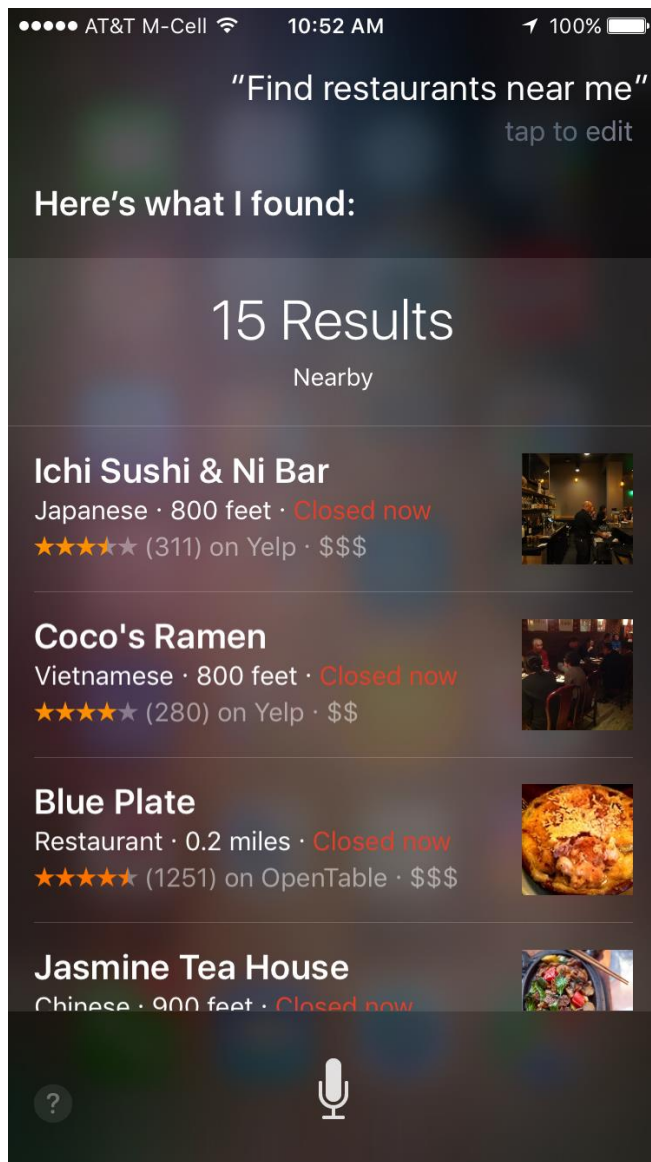 AT&T M-Cell 10:52 AM 100%
“Find restaurants near me”
tap to edit
Here’s what I found:
15 Results
Nearby
Ichi Sushi & Ni Bar
Japanese · 800 feet · Closed now
(311) on Yelp · $$$
Coco's Ramen
Vietnamese · 800 feet · Closed now
(280) on Yelp · $$
Blue Plate
Restaurant · 0.2 miles · Closed now
(1251) on OpenTable · $$$
Jasmine Tea House
Chinese · 900 feet · Closed now
?